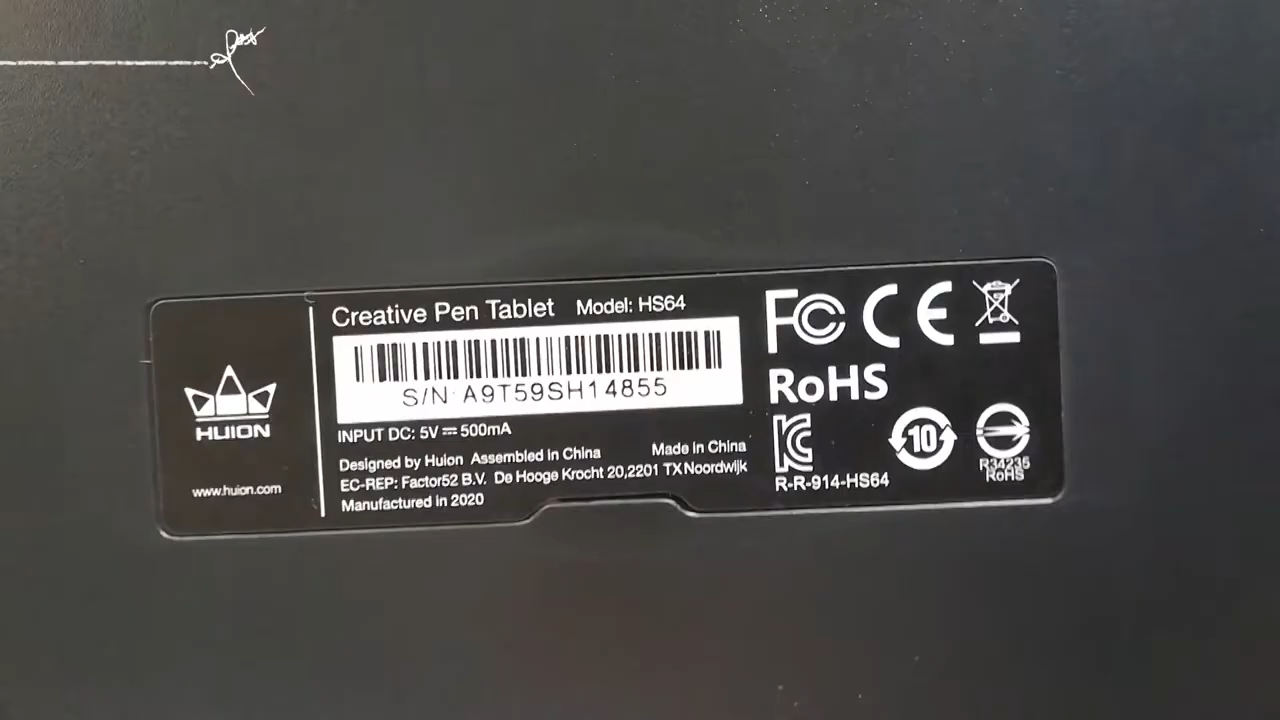 HUION
www.huion.com
Creative Pen Tablet Model: HS64
S/N A9T59SH14855
INPUT DC: 5V ⎓ 500mA
Designed by Huion Assembled in China Made in China
EC-REP: Factor52 B.V. De Hooge Krocht 20,2201 TX Noordwijk
Manufactured in 2020
FC CE
RoHS
KC
10
R-R-914-HS64
R34235
RoHS